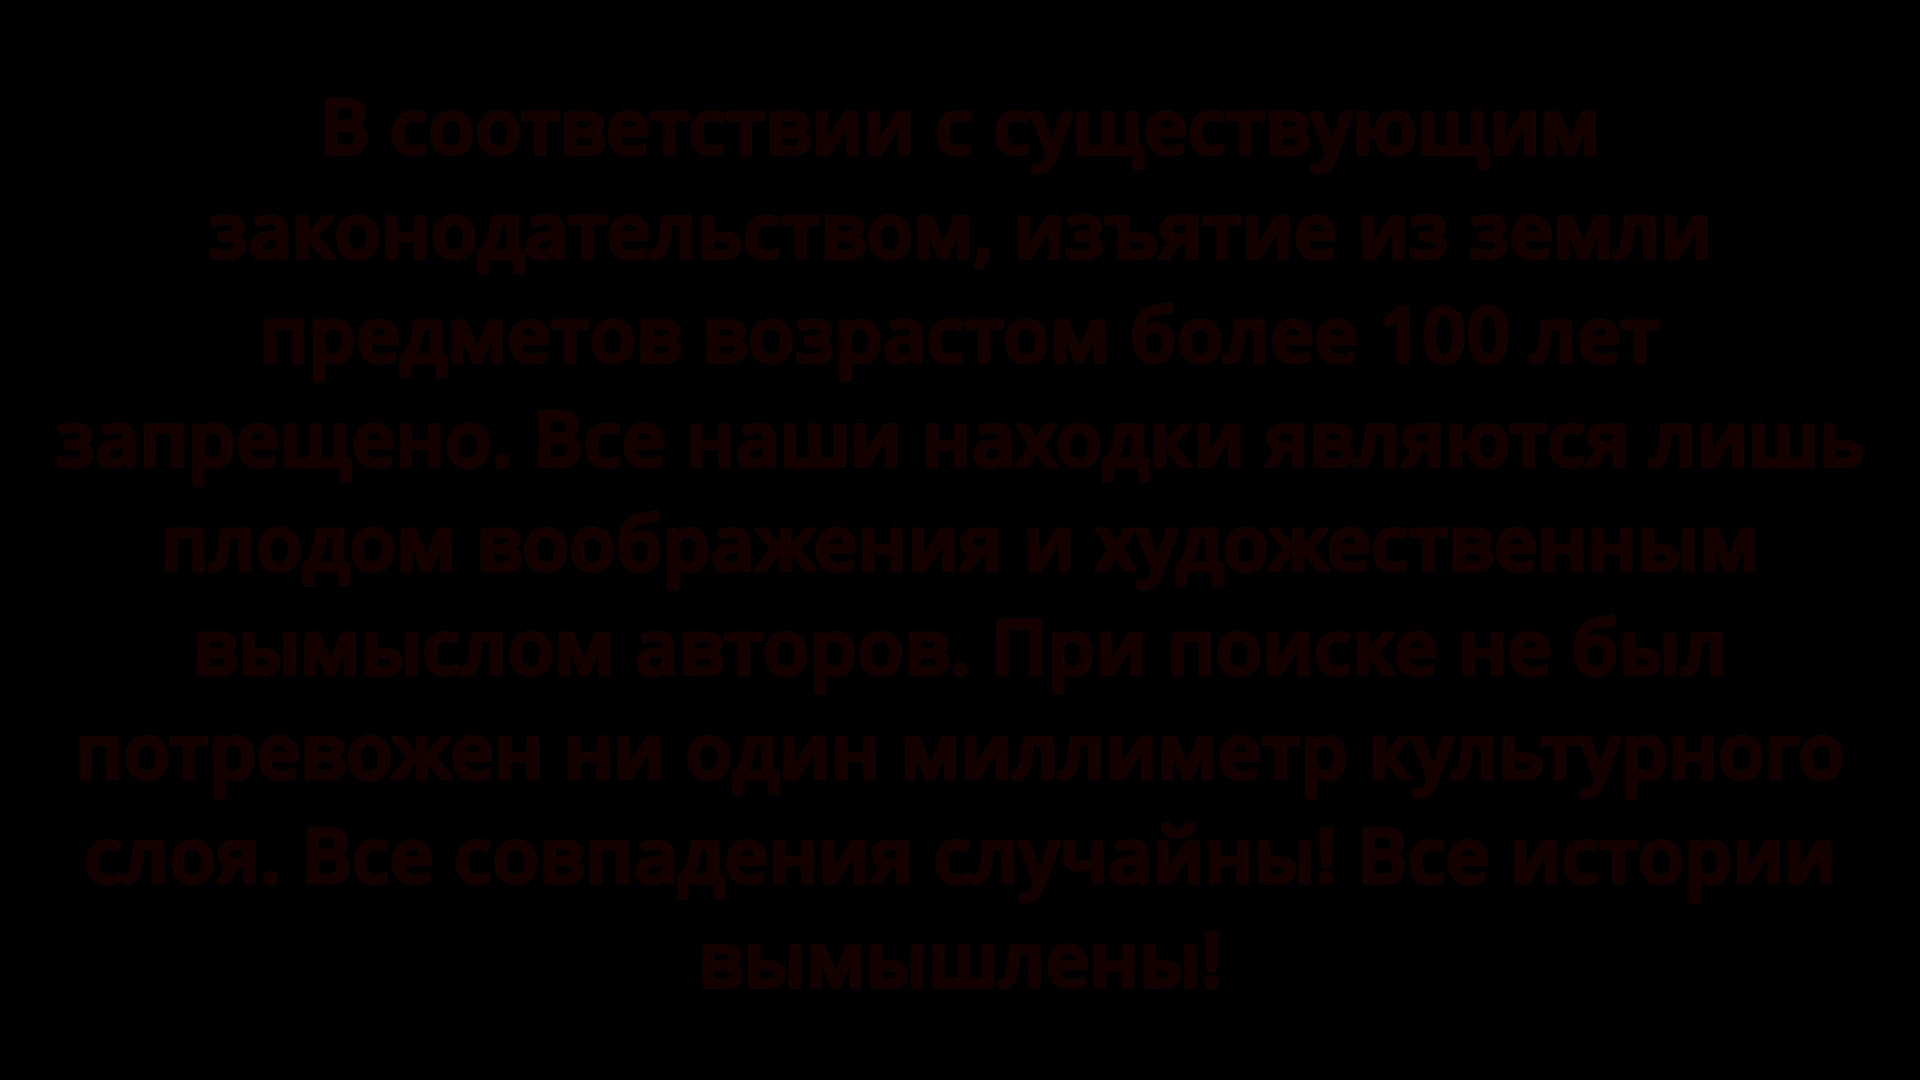 В соответствии с существующим
законодательством, изъятие из земли
предметов возрастом более 100 лет
запрещено. Все наши находки являются лишь
плодом воображения и художественным
вымыслом авторов. При поиске не был
потревожен ни один миллиметр культурного
слоя. Все совпадения случайны! Все истории
вымышлены!